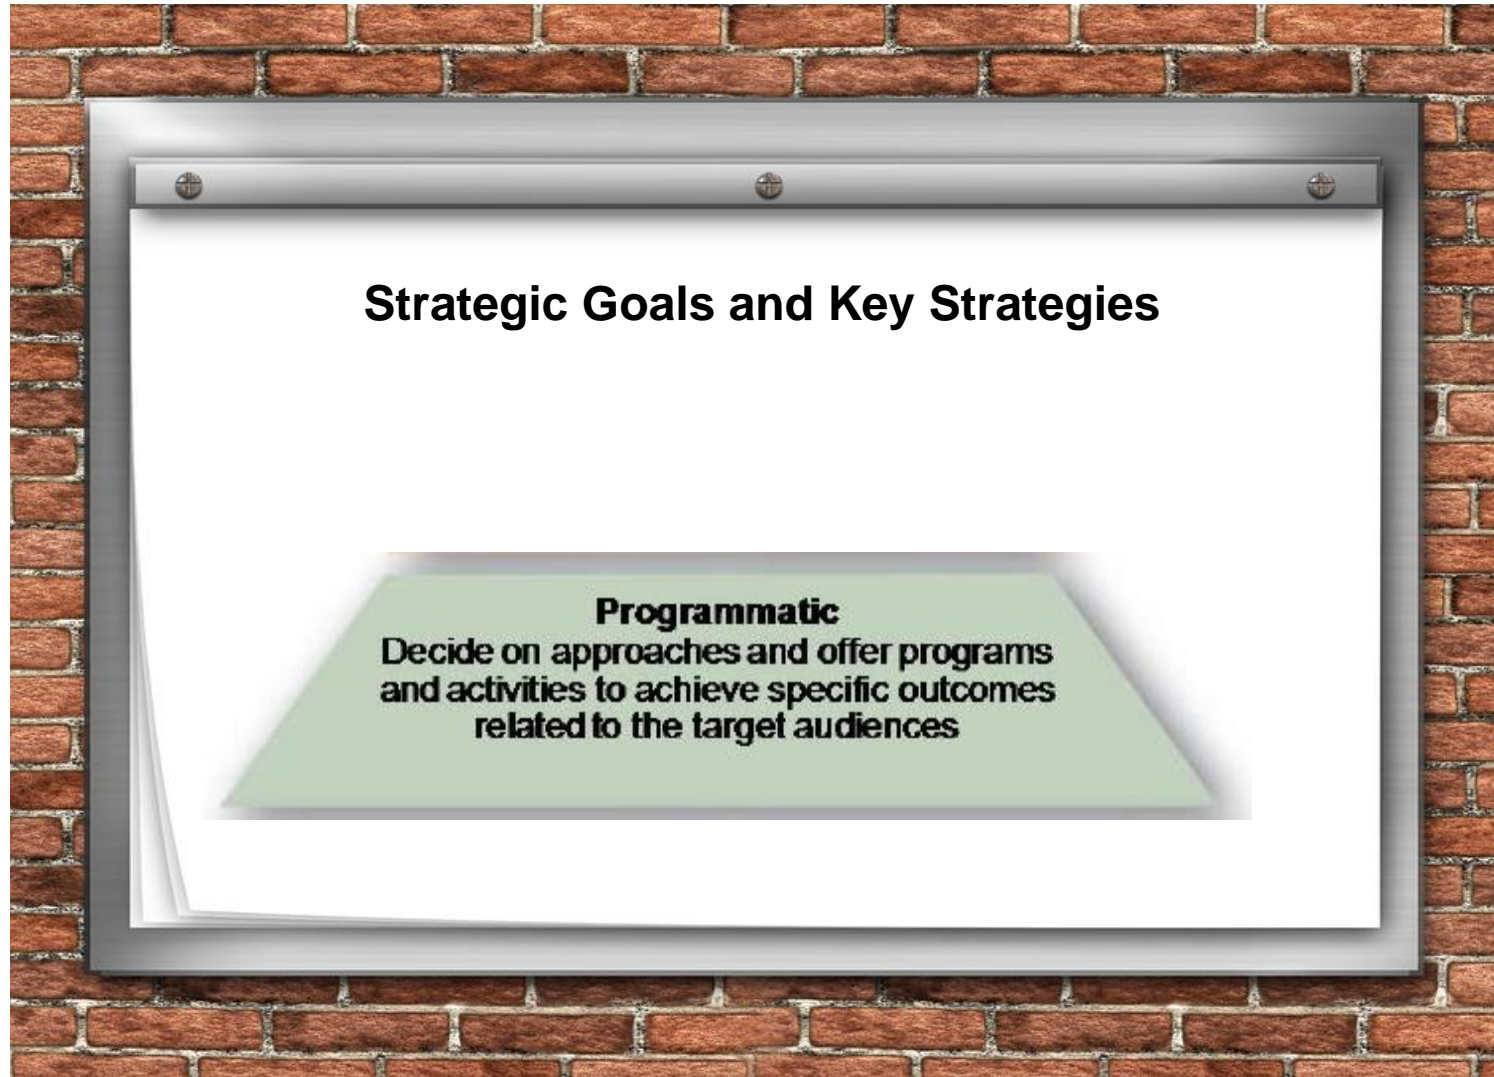 Strategic Goals and Key Strategies
Programmatic
Decide on approaches and offer programs
and activities to achieve specific outcomes
related to the target audiences